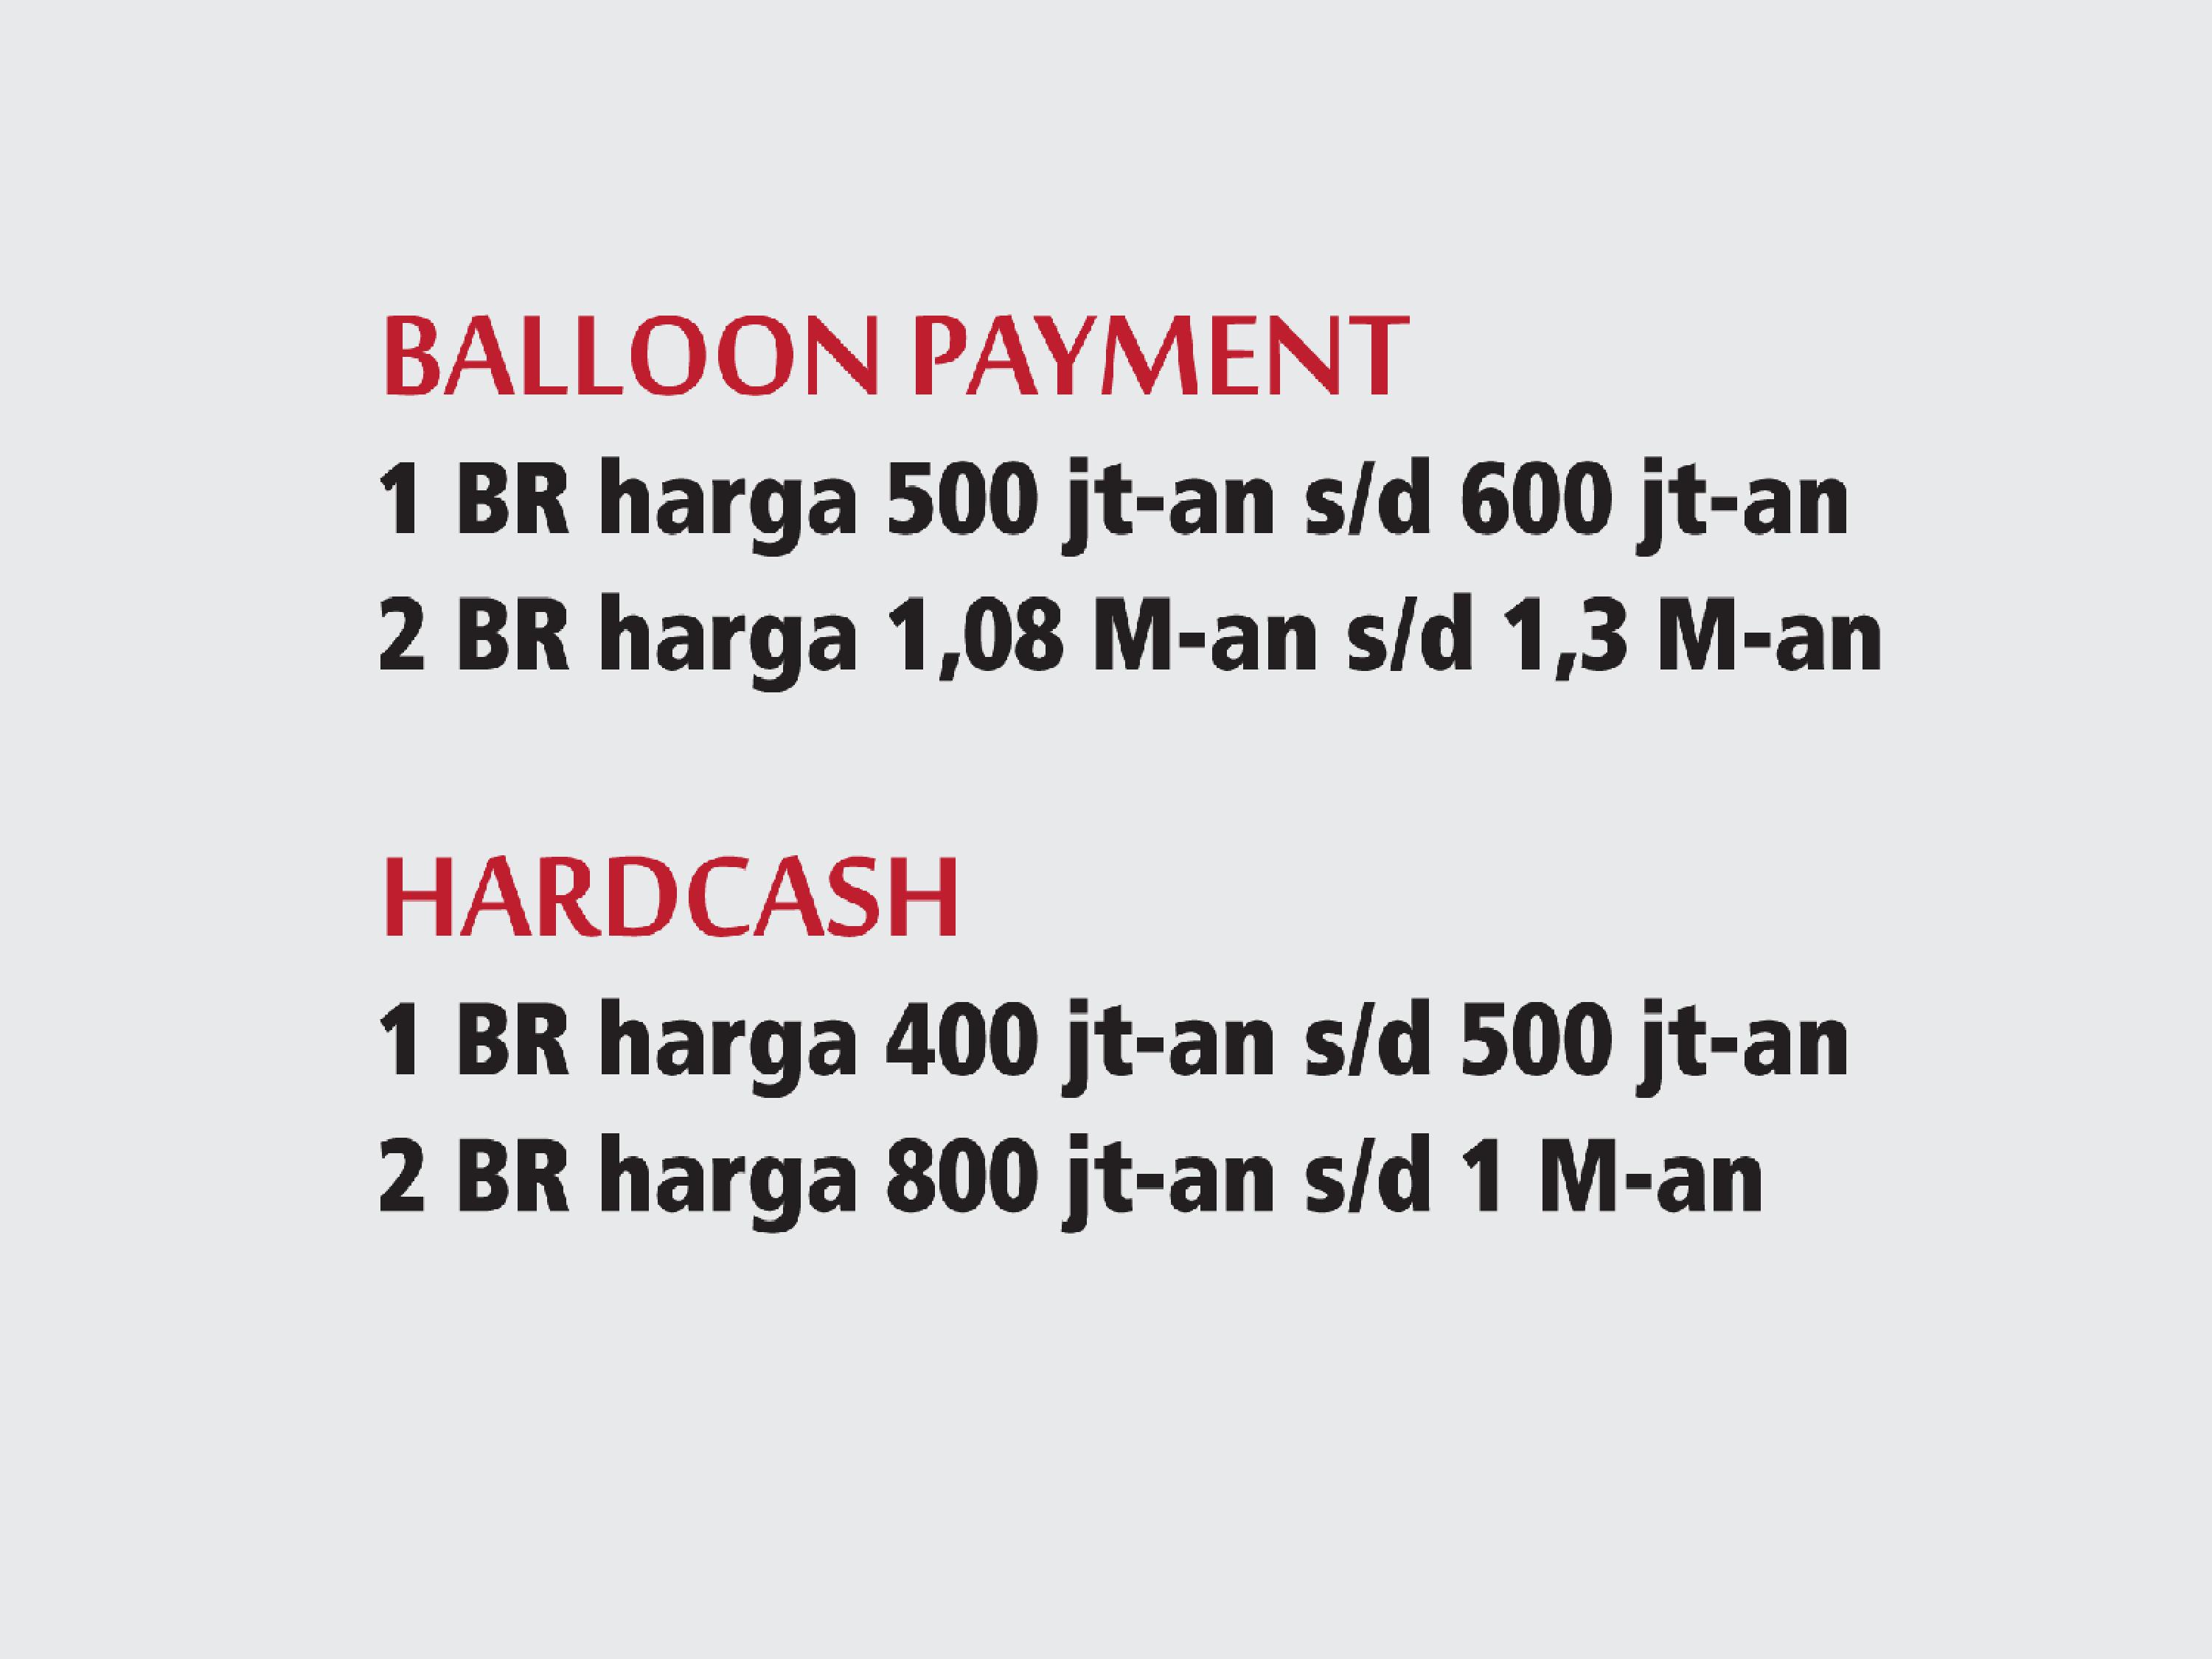 BALLOON PAYMENT
1 BR harga 500 jt-an s/d 600 jt-an
2 BR harga 1,08 M-an s/d 1,3 M-an
HARDCASH
1 BR harga 400 jt-an s/d 500 jt-an
2 BR harga 800 jt-an s/d 1 M-an